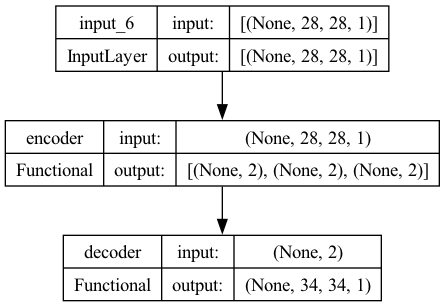 input_6 input: [(None, 28, 28, 1)]
InputLayer output: [(None, 28, 28, 1)]
encoder input: (None, 28, 28, 1)
Functional output: [(None, 2), (None, 2), (None, 2)]
decoder input: (None, 2)
Functional output: (None, 34, 34, 1)